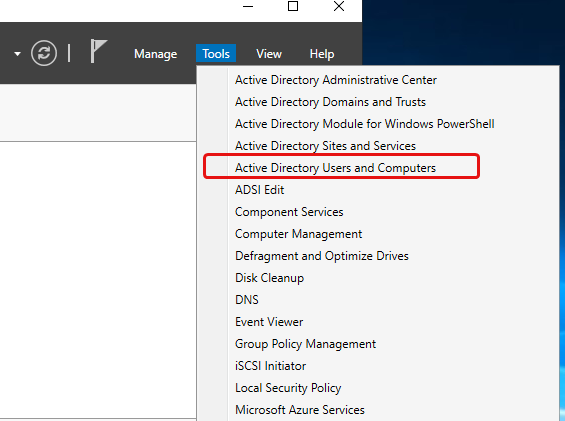 Manage Tools View Help
Active Directory Administrative Center
Active Directory Domains and Trusts
Active Directory Module for Windows PowerShell
Active Directory Sites and Services
Active Directory Users and Computers
ADSI Edit
Component Services
Computer Management
Defragment and Optimize Drives
Disk Cleanup
DNS
Event Viewer
Group Policy Management
iSCSI Initiator
Local Security Policy
Microsoft Azure Services